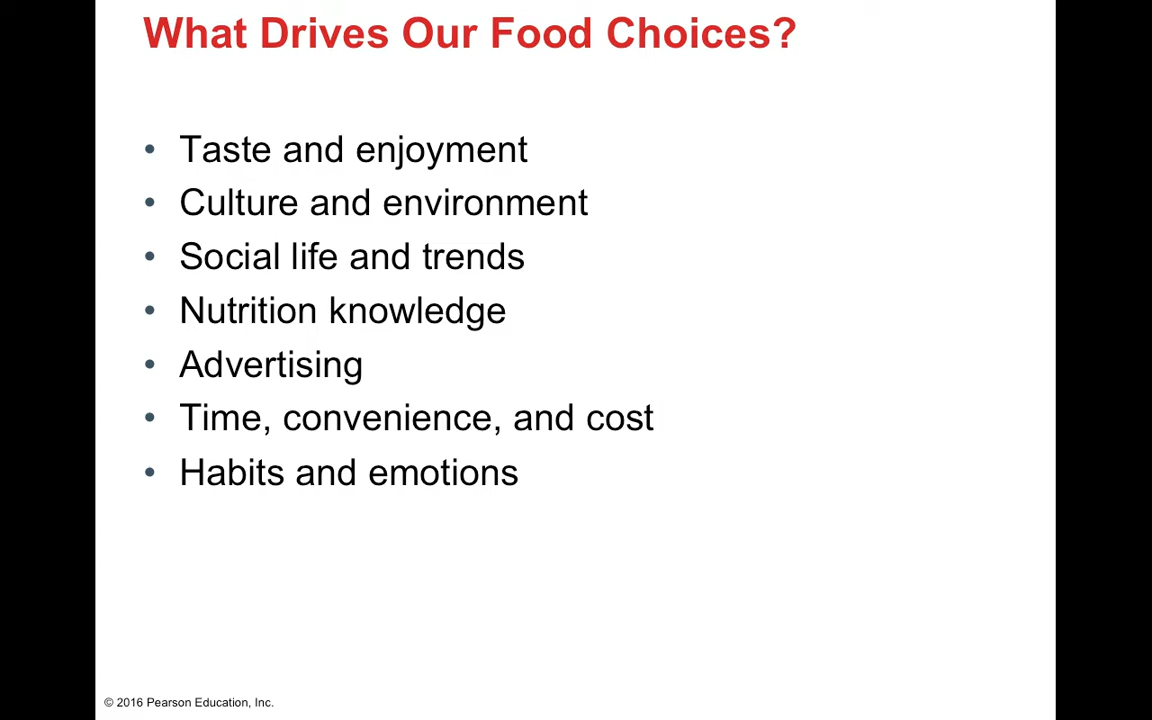 What Drives Our Food Choices?
• Taste and enjoyment
• Culture and environment
• Social life and trends
• Nutrition knowledge
• Advertising
• Time, convenience, and cost
• Habits and emotions
© 2016 Pearson Education, Inc.